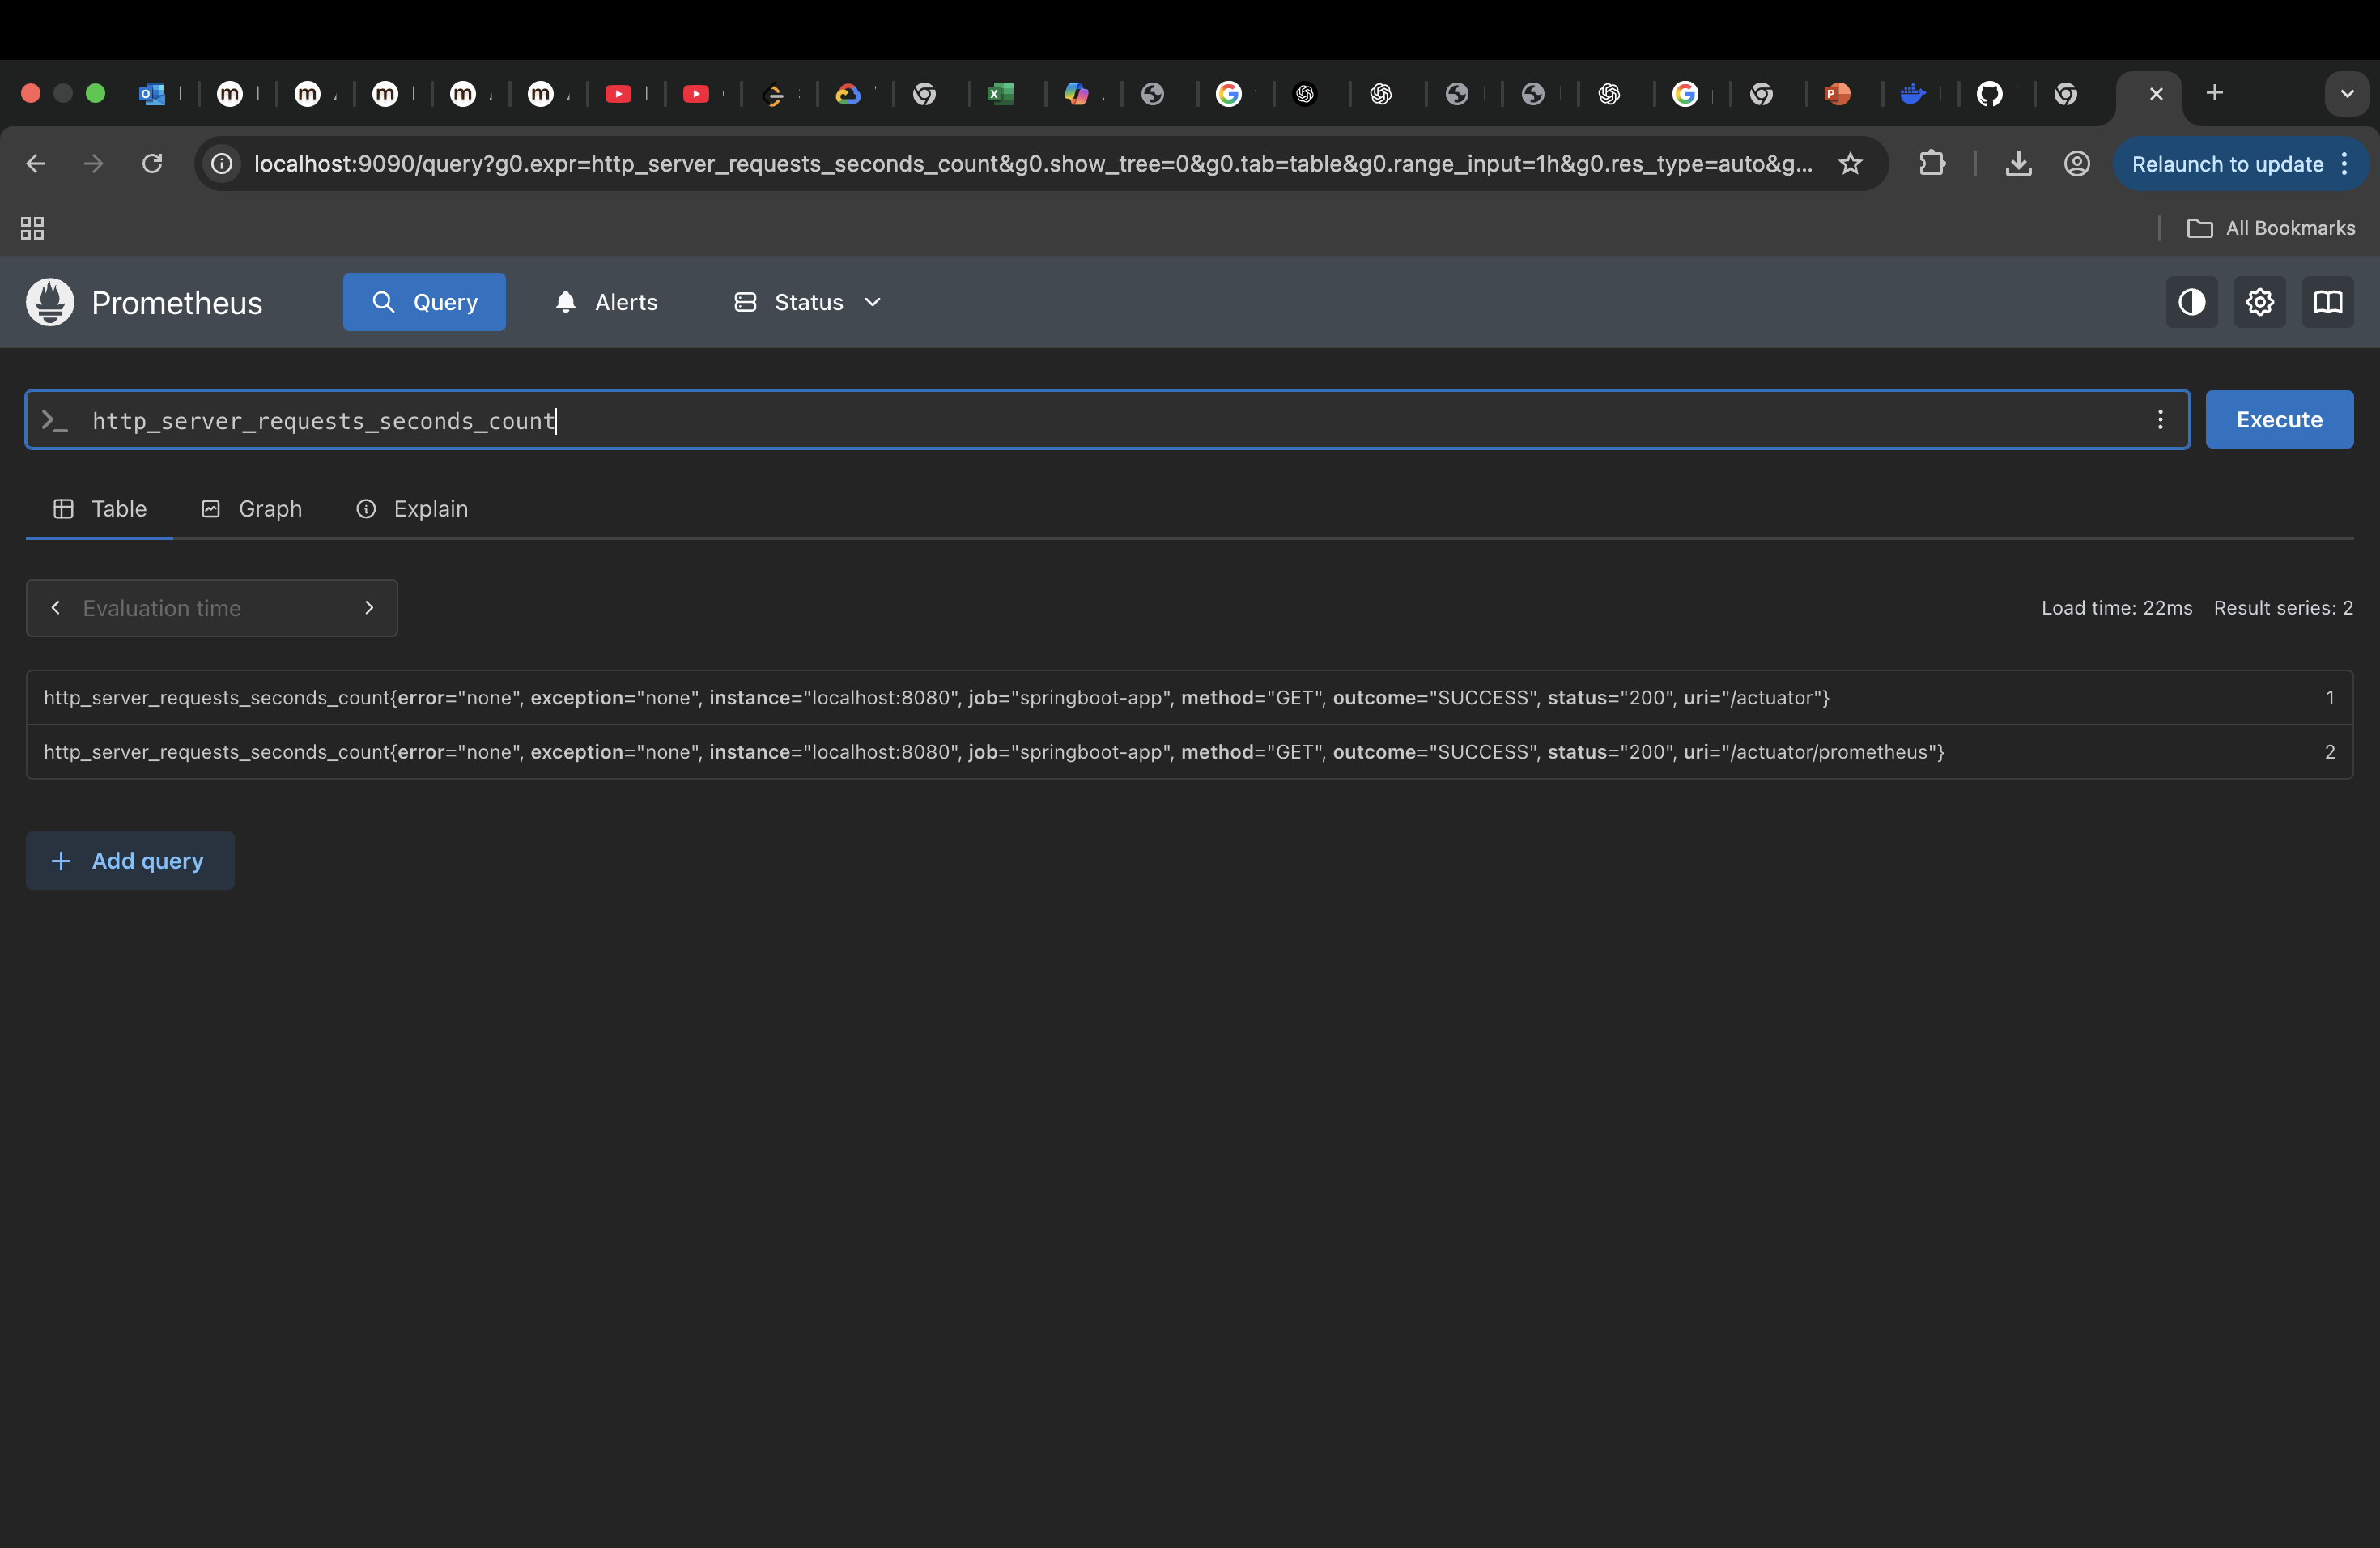 localhost:9090/query?g0.expr=http_server_requests_seconds_count&g0.show_tree=0&g0.tab=table&g0.range_input=1h&g0.res_type=auto&g...
Relaunch to update
All Bookmarks
Prometheus Query Alerts Status
http_server_requests_seconds_count
Execute
Table Graph Explain
Evaluation time
Load time: 22ms Result series: 2
http_server_requests_seconds_count{error="none", exception="none", instance="localhost:8080", job="springboot-app", method="GET", outcome="SUCCESS", status="200", uri="/actuator"} 1
http_server_requests_seconds_count{error="none", exception="none", instance="localhost:8080", job="springboot-app", method="GET", outcome="SUCCESS", status="200", uri="/actuator/prometheus"} 2
Add query